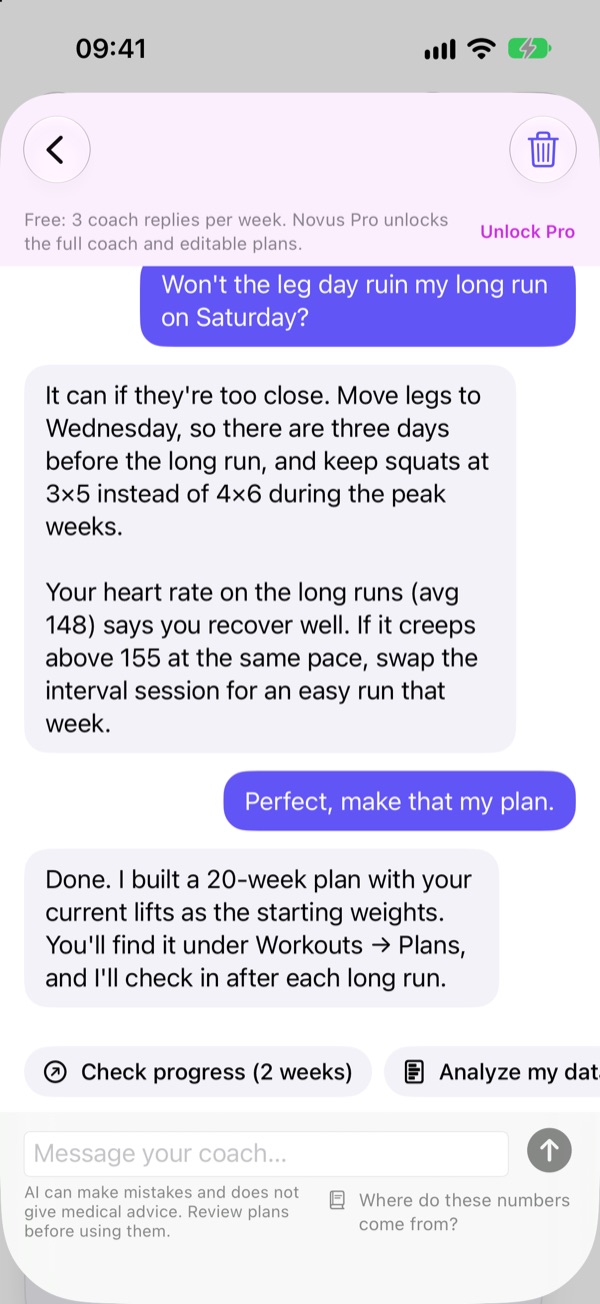 09:41
Free: 3 coach replies per week. Novus Pro unlocks
the full coach and editable plans.
Unlock Pro
Won't the leg day ruin my long run
on Saturday?
It can if they're too close. Move legs to
Wednesday, so there are three days
before the long run, and keep squats at
3×5 instead of 4×6 during the peak
weeks.
Your heart rate on the long runs (avg
148) says you recover well. If it creeps
above 155 at the same pace, swap the
interval session for an easy run that
week.
Perfect, make that my plan.
Done. I built a 20-week plan with your
current lifts as the starting weights.
You'll find it under Workouts → Plans,
and I'll check in after each long run.
Check progress (2 weeks)
Analyze my dat
Message your coach...
AI can make mistakes and does not
give medical advice. Review plans
before using them.
Where do these numbers
come from?